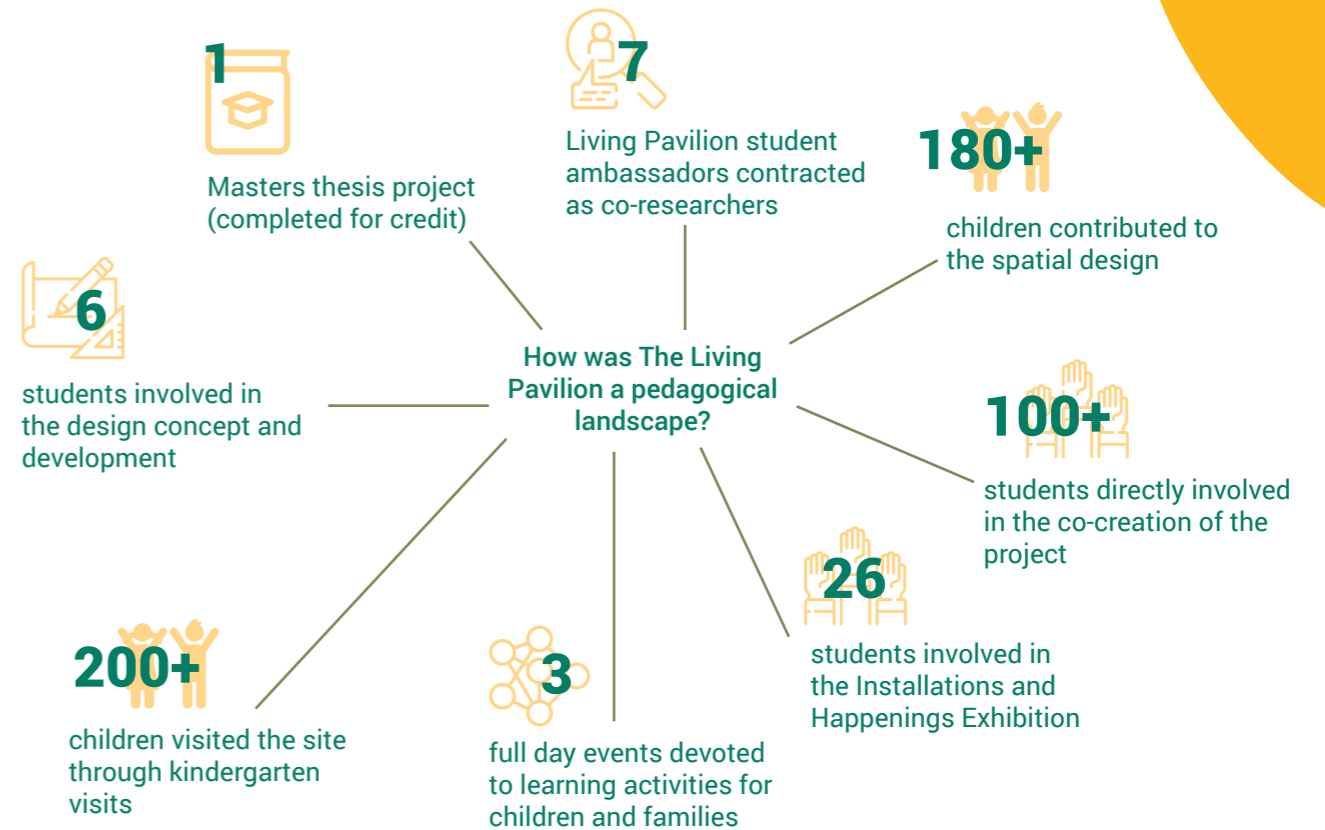 1
Masters thesis project
(completed for credit)
7
Living Pavilion student
ambassadors contracted
as co-researchers
180+
children contributed to
the spatial design
6
students involved in
the design concept and
development
How was The Living
Pavilion a pedagogical
landscape?
100+
students directly involved
in the co-creation of the
project
26
students involved in
the Installations and
Happenings Exhibition
200+
children visited the site
through kindergarten
visits
3
full day events devoted
to learning activities for
children and families